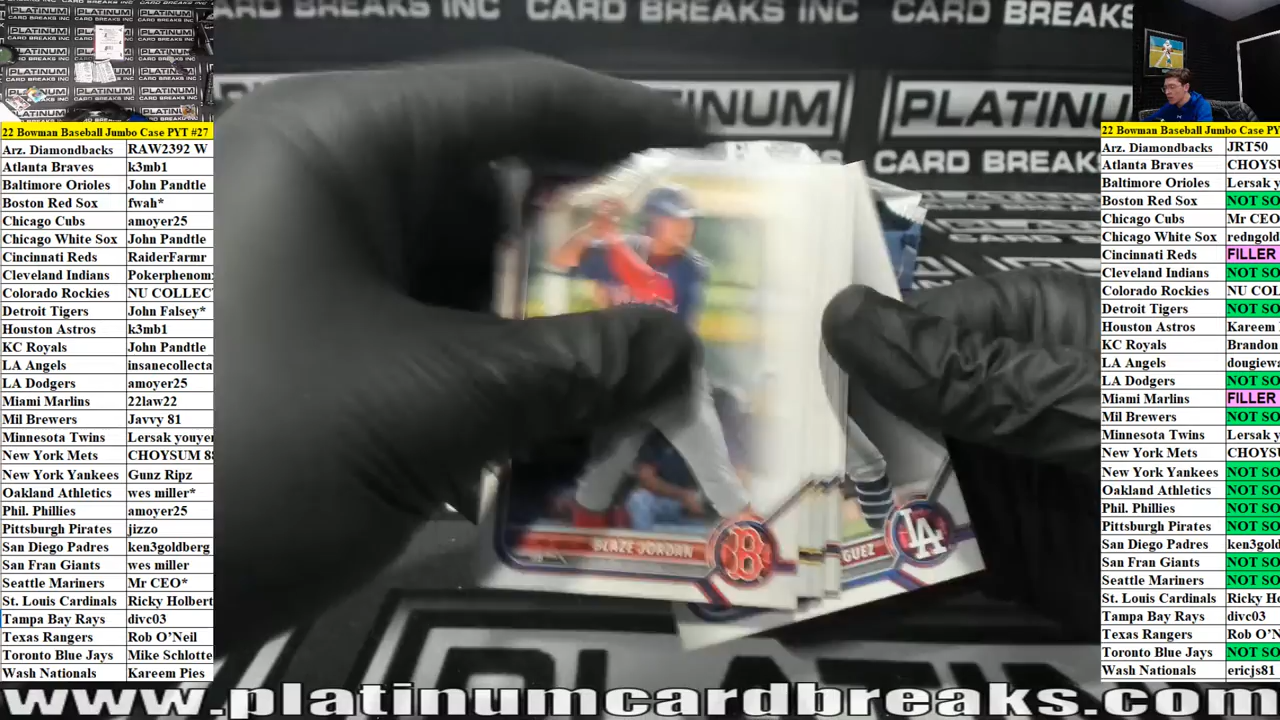 PLATINUM
CARD BREAKS
22 Bowman Baseball Jumbo Case PYT #27
Arz. Diamondbacks RAW2392 W
Atlanta Braves k3mb1
Baltimore Orioles John Pandtle
Boston Red Sox fwah*
Chicago Cubs amoyer25
Chicago White Sox John Pandtle
Cincinnati Reds RaiderFarmr
Cleveland Indians Pokerphenom
Colorado Rockies NU COLLEC
Detroit Tigers John Falsey*
Houston Astros k3mb1
KC Royals John Pandtle
LA Angels insanecollecta
LA Dodgers amoyer25
Miami Marlins 22law22
Mil Brewers Javvy 81
Minnesota Twins Lersak youyer
New York Mets CHOYSUM 88
New York Yankees Gunz Ripz
Oakland Athletics wes miller*
Phil. Phillies amoyer25
Pittsburgh Pirates jizzo
San Diego Padres ken3goldberg
San Fran Giants wes miller
Seattle Mariners Mr CEO*
St. Louis Cardinals Ricky Holbert
Tampa Bay Rays divc03
Texas Rangers Rob O'Neil
Toronto Blue Jays Mike Schlotte
Wash Nationals Kareem Pies
BLAZE JORDAN
B
GUEZ
LA
22 Bowman Baseball Jumbo Case PY
Arz. Diamondbacks JRT50
Atlanta Braves CHOYSU
Baltimore Orioles Lersak y
Boston Red Sox NOT SO
Chicago Cubs Mr CEO
Chicago White Sox redngold
Cincinnati Reds FILLER
Cleveland Indians NOT SO
Colorado Rockies NU COL
Detroit Tigers NOT SO
Houston Astros Kareem
KC Royals Brandon
LA Angels dougiewa
LA Dodgers NOT SO
Miami Marlins FILLER
Mil Brewers NOT SO
Minnesota Twins Lersak y
New York Mets CHOYSU
New York Yankees NOT SO
Oakland Athletics NOT SO
Phil. Phillies NOT SO
Pittsburgh Pirates NOT SO
San Diego Padres ken3gold
San Fran Giants NOT SO
Seattle Mariners NOT SO
St. Louis Cardinals Ricky Ho
Tampa Bay Rays divc03
Texas Rangers Rob O'N
Toronto Blue Jays NOT SO
Wash Nationals ericjs81
www.platinumcardbreaks.com